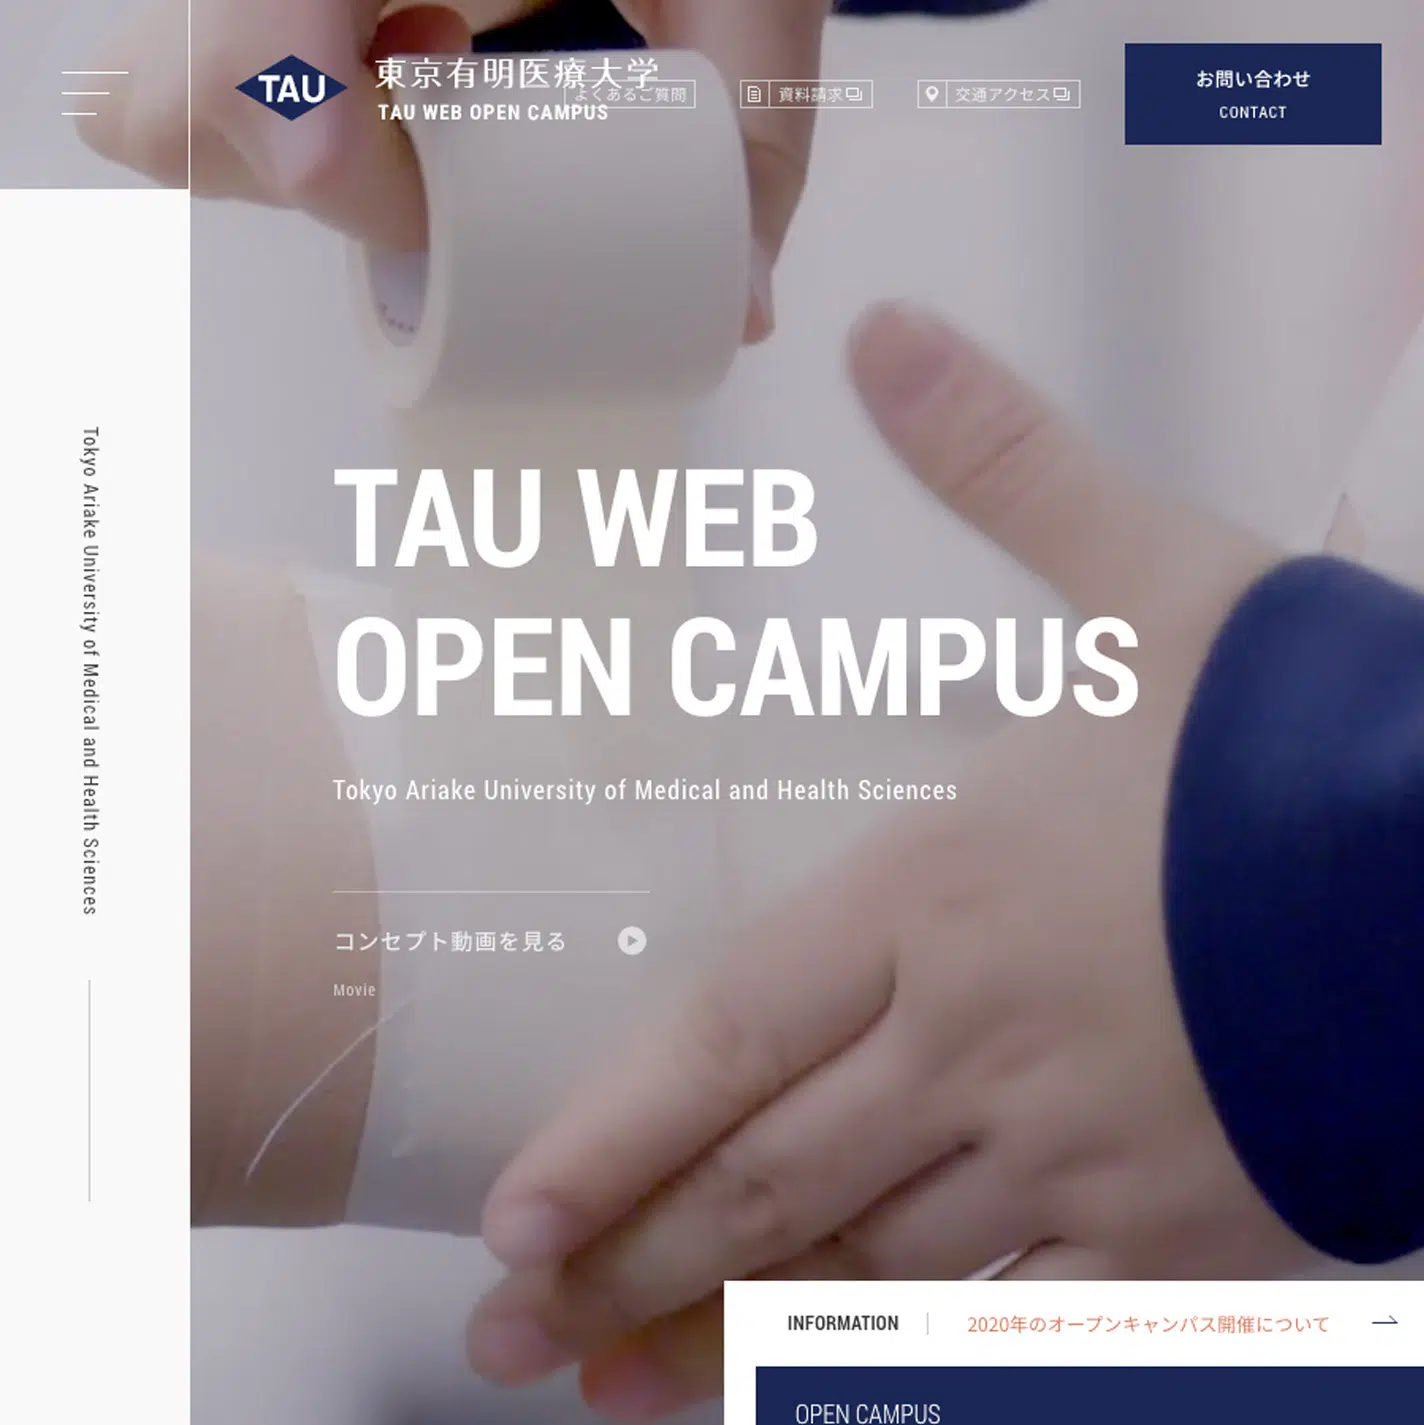 TAU
東京有明医療大学
TAU WEB OPEN CAMPUS
よくあるご質問
資料請求
交通アクセス
お問い合わせ
CONTACT
Tokyo Ariake University of Medical and Health Sciences
TAU WEB
OPEN CAMPUS
Tokyo Ariake University of Medical and Health Sciences
コンセプト動画を見る
Movie
INFORMATION
2020年のオープンキャンパス開催について
OPEN CAMPUS